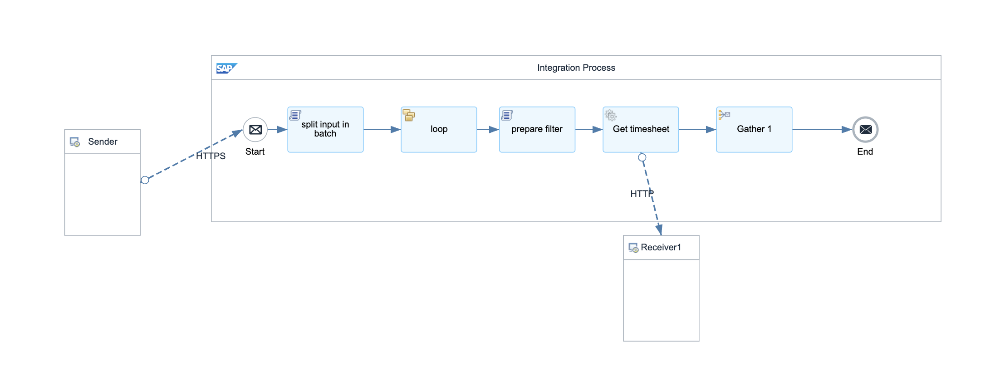 SAP
Integration Process
Sender
HTTPS
Start
split input in
batch
loop
prepare filter
Get timesheet
Gather 1
End
HTTP
Receiver1